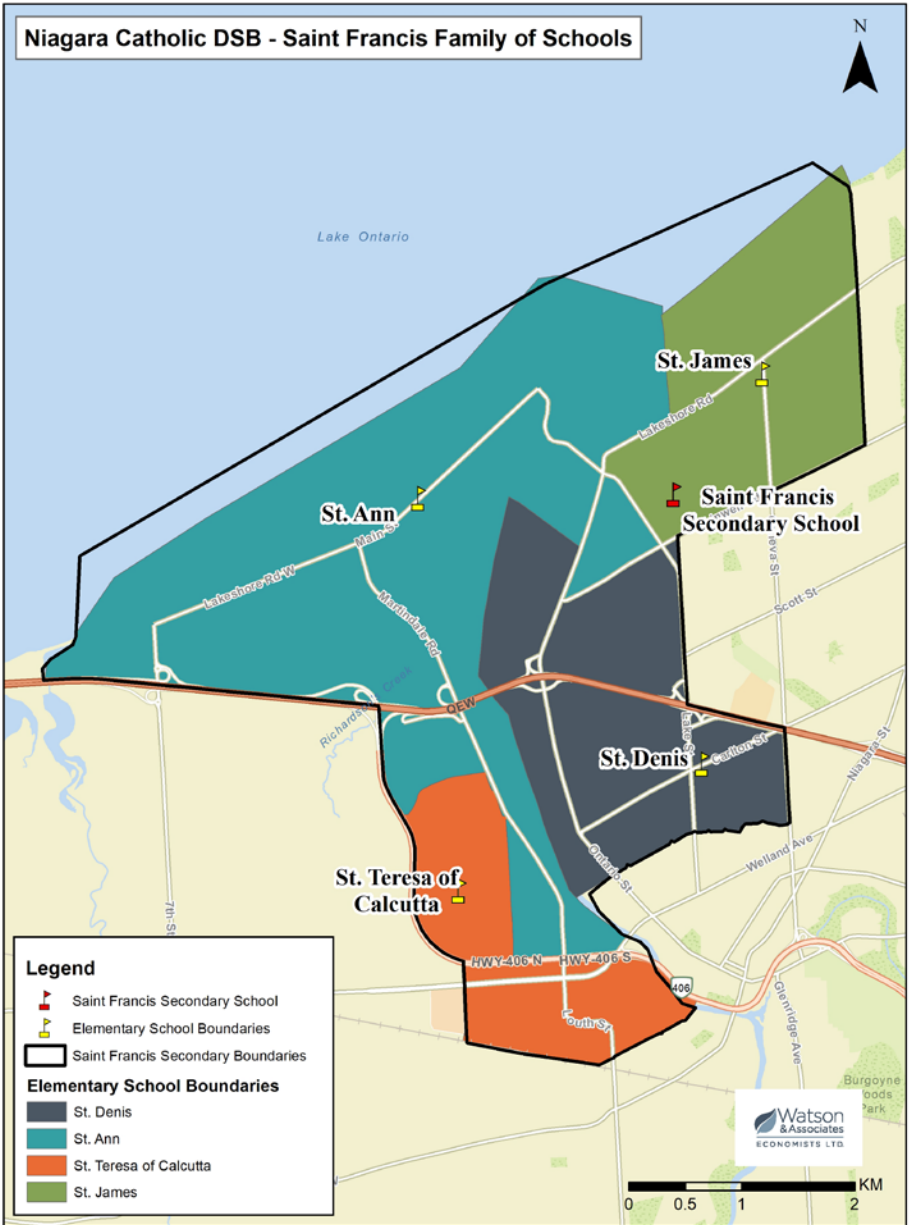 Niagara Catholic DSB - Saint Francis Family of Schools
N
Lake Ontario
St. James
Lakeshore Rd
St. Ann
Main S
Saint Francis
Secondary School
Lakeshore Rd W
Martindale Rd
Scott St
Richardson Creek
QEW
Lake S
Carlton St
St. Denis
Niagara St
Welland Ave
Ontario St
St. Teresa of
Calcutta
7th St
HWY-406 N
HWY-406 S
406
Louth St
Glenridge Ave
Burgoyne
Woods
Park
Legend
Saint Francis Secondary School
Elementary School Boundaries
Saint Francis Secondary Boundaries
Elementary School Boundaries
St. Denis
St. Ann
St. Teresa of Calcutta
St. James
Watson
& Associates
ECONOMISTS LTD.
KM
0 0.5 1 2